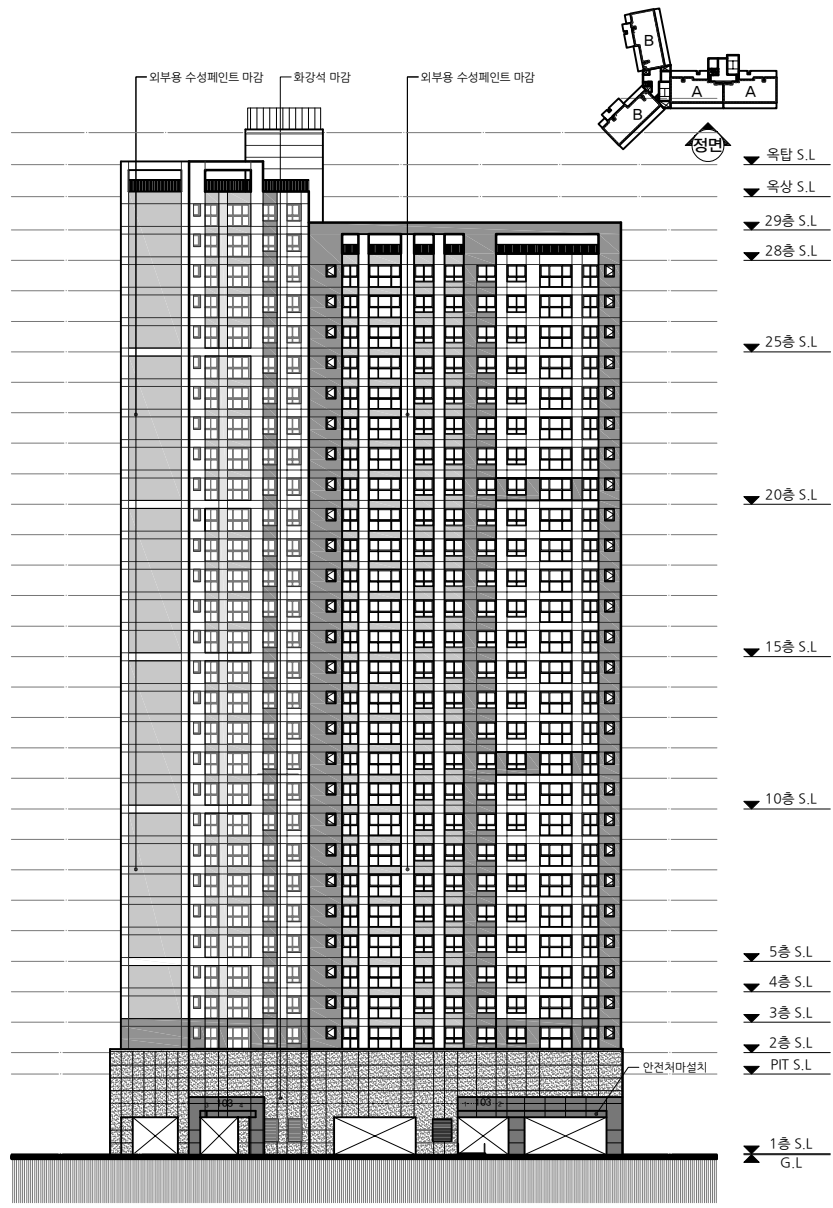 외부용 수성페인트 마감
화강석 마감
외부용 수성페인트 마감
B
A
A
B
정면
옥탑 S.L
옥상 S.L
29층 S.L
28층 S.L
25층 S.L
20층 S.L
15층 S.L
10층 S.L
5층 S.L
4층 S.L
3층 S.L
2층 S.L
PIT S.L
안전처마설치
103
103
1층 S.L
G.L